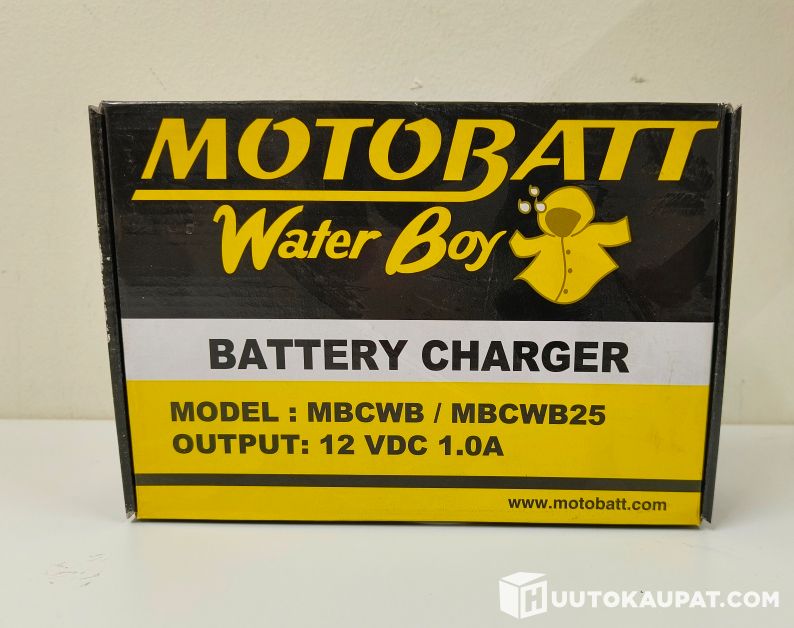 MOTOBATT
Water Boy
BATTERY CHARGER
MODEL : MBCWB / MBCWB25
OUTPUT: 12 VDC 1.0A
www.motobatt.com
HUUTOKAUPAT.COM